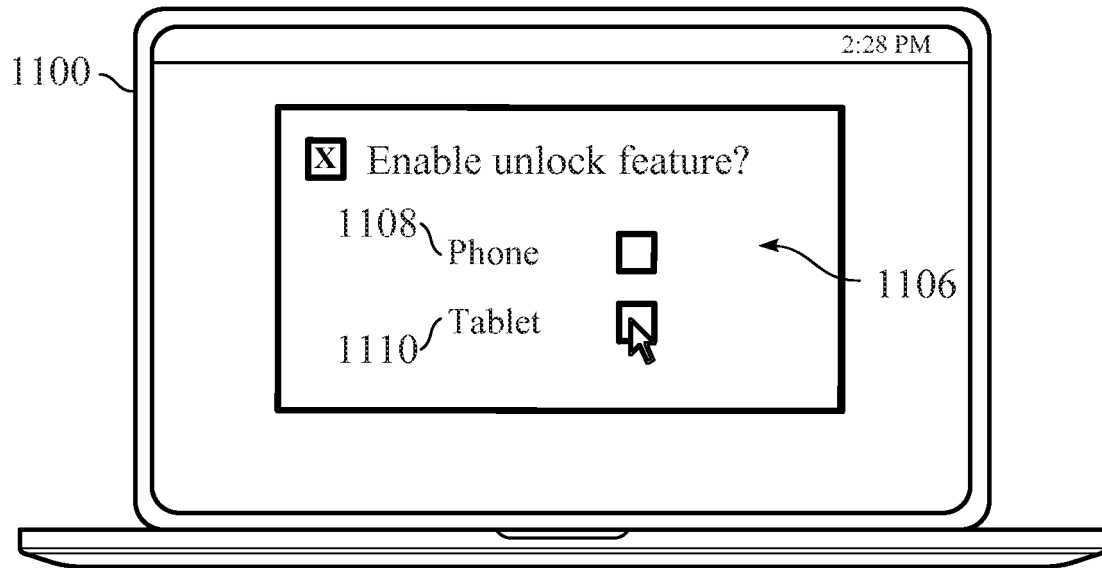 2:28 PM
1100
X Enable unlock feature?
1108
Phone
1106
Tablet
1110